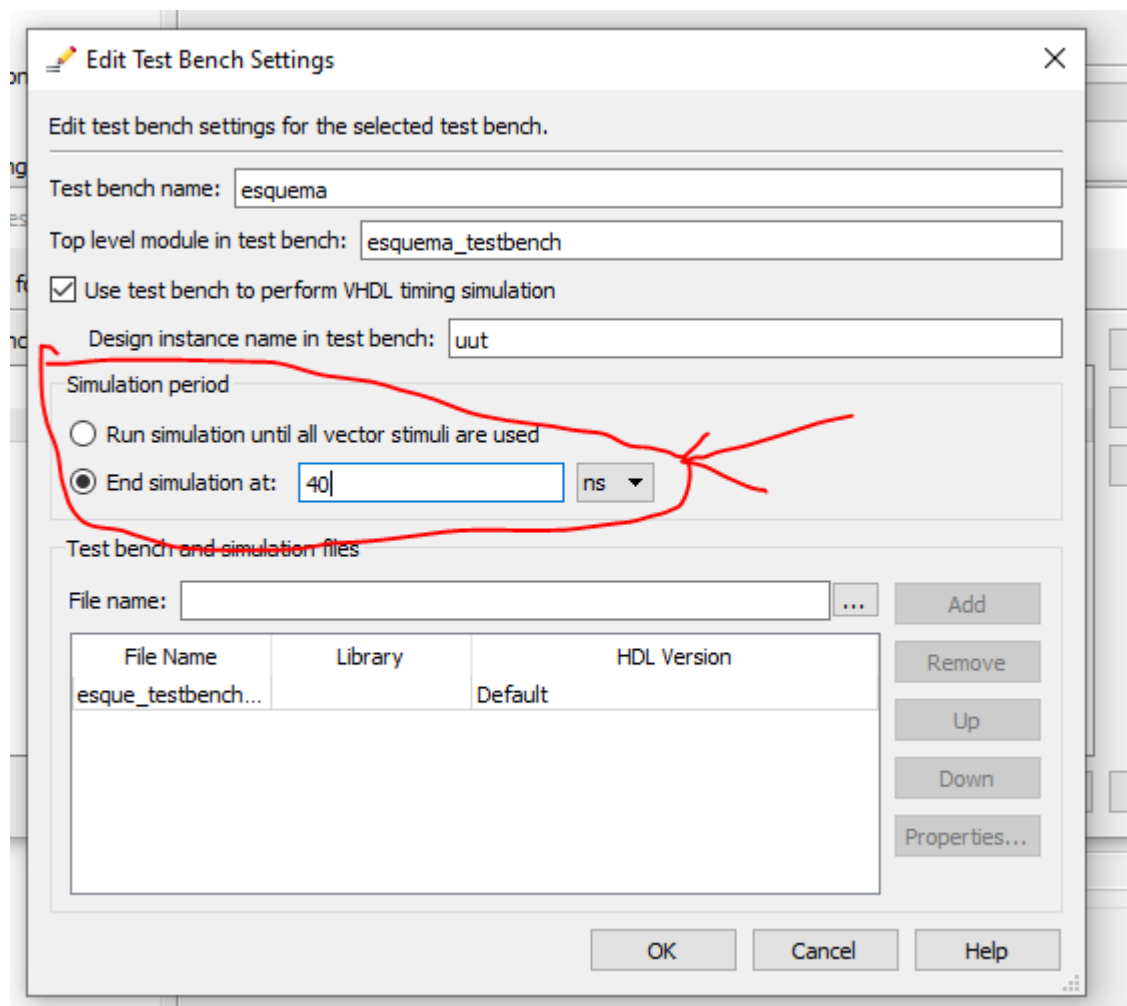 Edit Test Bench Settings
Edit test bench settings for the selected test bench.
Test bench name: esquema
Top level module in test bench: esquema_testbench
Use test bench to perform VHDL timing simulation
Design instance name in test bench: uut
Simulation period
Run simulation until all vector stimuli are used
End simulation at: 40 ns
Test bench and simulation files
File name: ... Add
File Name Library HDL Version Remove
esque_testbench... Default
Up
Down
Properties...
OK Cancel Help